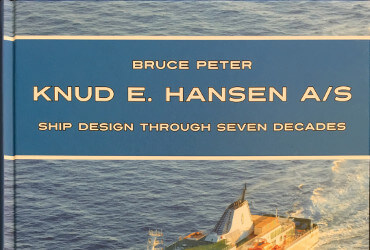 BRUCE PETER
KNUD E. HANSEN A/S
SHIP DESIGN THROUGH SEVEN DECADES